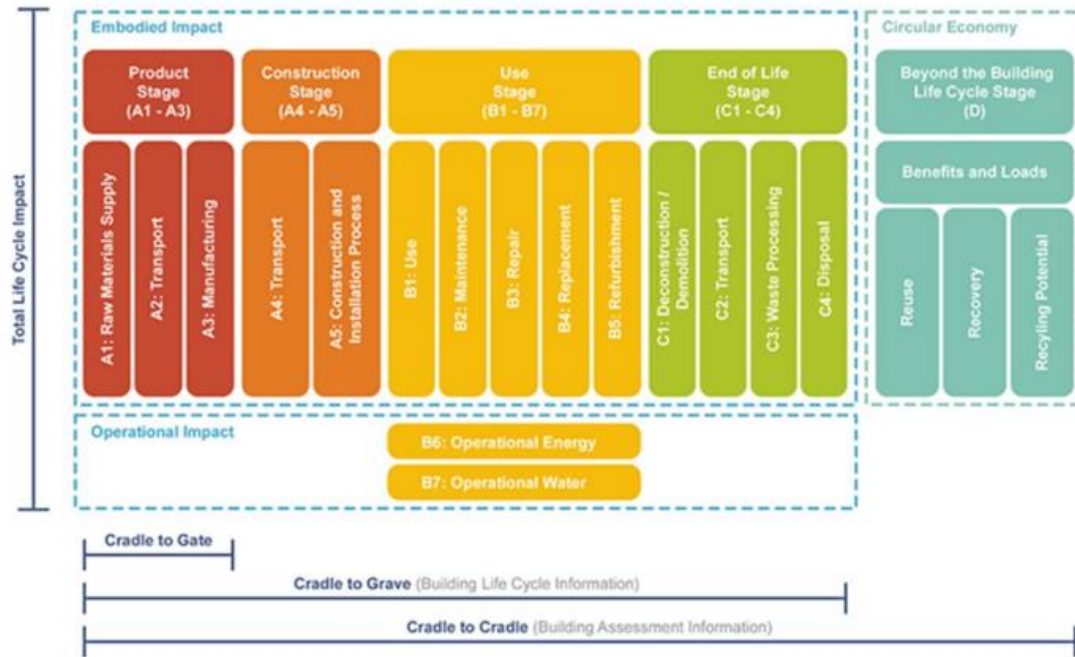 Embodied Impact
Circular Economy
Product
Stage
(A1 - A3)
Construction
Stage
(A4 - A5)
Use
Stage
(B1 - B7)
End of Life
Stage
(C1 - C4)
Beyond the Building
Life Cycle Stage
(D)
Benefits and Loads
Total Life Cycle Impact
A1: Raw Materials Supply
A2: Transport
A3: Manufacturing
A4: Transport
A5: Construction and
Installation Process
B1: Use
B2: Maintenance
B3: Repair
B4: Replacement
B5: Refurbishment
C1: Deconstruction /
Demolition
C2: Transport
C3: Waste Processing
C4: Disposal
Reuse
Recovery
Recyling Potential
Operational Impact
B6: Operational Energy
B7: Operational Water
Cradle to Gate
Cradle to Grave (Building Life Cycle Information)
Cradle to Cradle (Building Assessment Information)